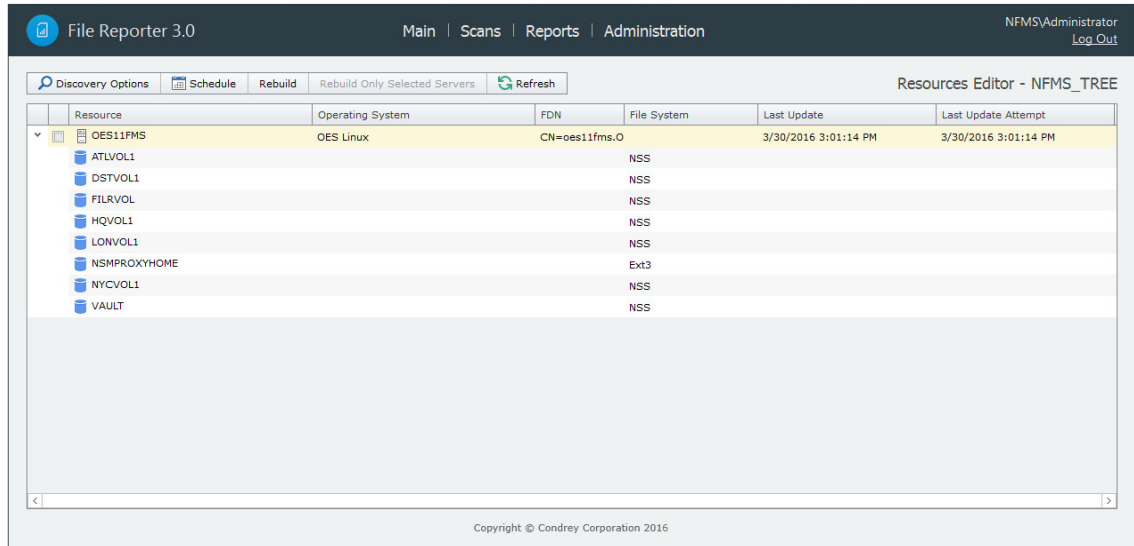 File Reporter 3.0
Main | Scans | Reports | Administration
NFMS\Administrator
Log Out
Discovery Options Schedule Rebuild Rebuild Only Selected Servers Refresh
Resources Editor - NFMS_TREE
Resource Operating System FDN File System Last Update Last Update Attempt
OES11FMS OES Linux CN=oes11fms.O 3/30/2016 3:01:14 PM 3/30/2016 3:01:14 PM
ATLVOL1 NSS
DSTVOL1 NSS
FILRVOL NSS
HQVOL1 NSS
LONVOL1 NSS
NSMPROXYHOME Ext3
NYCVOL1 NSS
VAULT NSS
Copyright © Condrey Corporation 2016